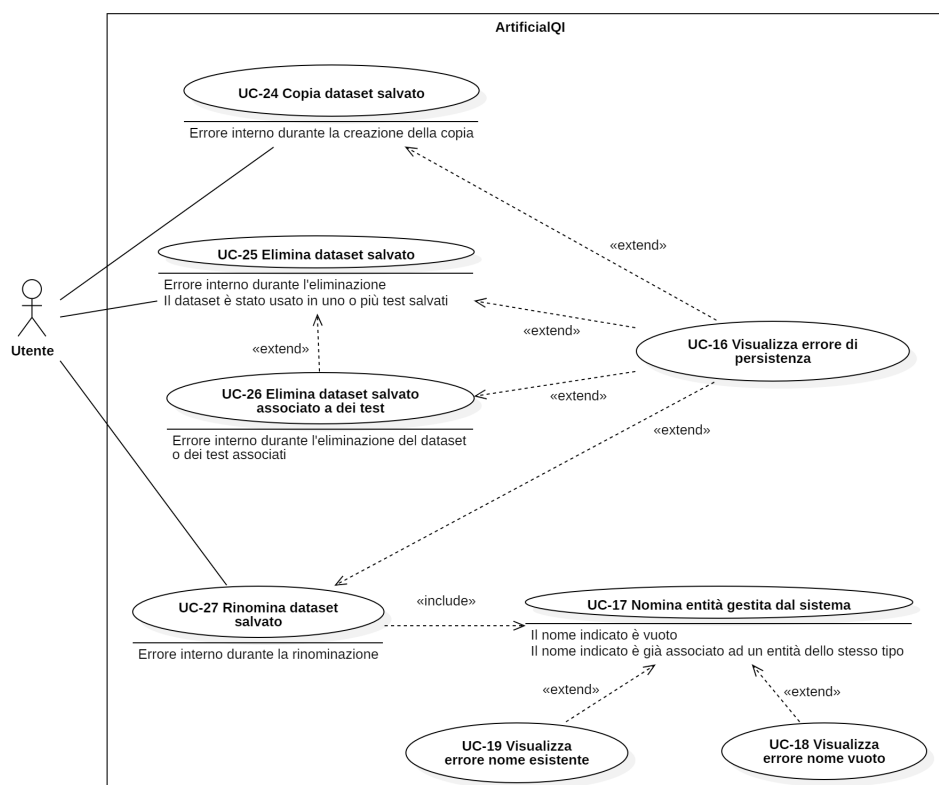 ArtificialQI
UC-24 Copia dataset salvato
Errore interno durante la creazione della copia
«extend»
UC-25 Elimina dataset salvato
Errore interno durante l'eliminazione
Il dataset è stato usato in uno o più test salvati
«extend»
Utente
«extend»
UC-16 Visualizza errore di
persistenza
UC-26 Elimina dataset salvato
associato a dei test
«extend»
Errore interno durante l'eliminazione del dataset
o dei test associati
«extend»
UC-27 Rinomina dataset
salvato
Errore interno durante la rinominazione
«include»
UC-17 Nomina entità gestita dal sistema
Il nome indicato è vuoto
Il nome indicato è già associato ad un entità dello stesso tipo
«extend»
«extend»
UC-19 Visualizza
errore nome esistente
UC-18 Visualizza
errore nome vuoto